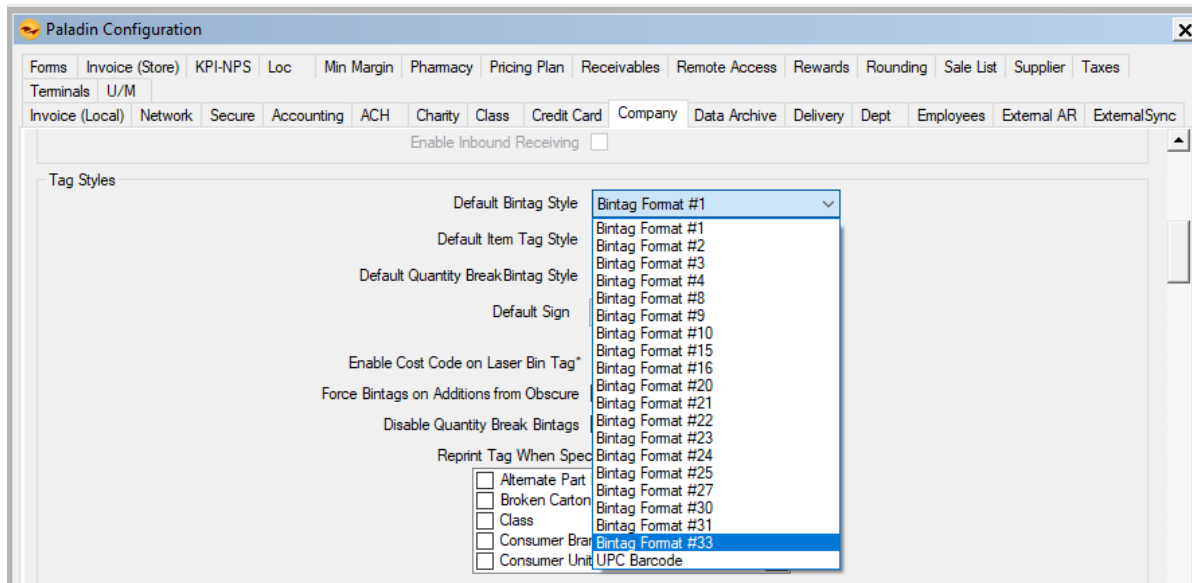 Paladin Configuration
Forms Invoice (Store) KPI-NPS Loc Min Margin Pharmacy Pricing Plan Receivables Remote Access Rewards Rounding Sale List Supplier Taxes
Terminals U/M
Invoice (Local) Network Secure Accounting ACH Charity Class Credit Card Company Data Archive Delivery Dept Employees External AR ExternalSync
Enable Inbound Receiving
Tag Styles
Default Bintag Style Bintag Format #1
Bintag Format #1
Bintag Format #2
Default Item Tag Style
Bintag Format #3
Default Quantity Break Bintag Style
Bintag Format #4
Bintag Format #8
Default Sign
Bintag Format #9
Bintag Format #10
Bintag Format #15
Enable Cost Code on Laser Bin Tag*
Bintag Format #16
Bintag Format #20
Force Bintags on Additions from Obscure
Bintag Format #21
Disable Quantity Break Bintags
Bintag Format #22
Bintag Format #23
Reprint Tag When Spec
Bintag Format #24
Alternate Part
Bintag Format #25
Broken Carton
Bintag Format #27
Bintag Format #30
Class
Bintag Format #31
Consumer Bra
Bintag Format #33
Consumer Unit
UPC Barcode